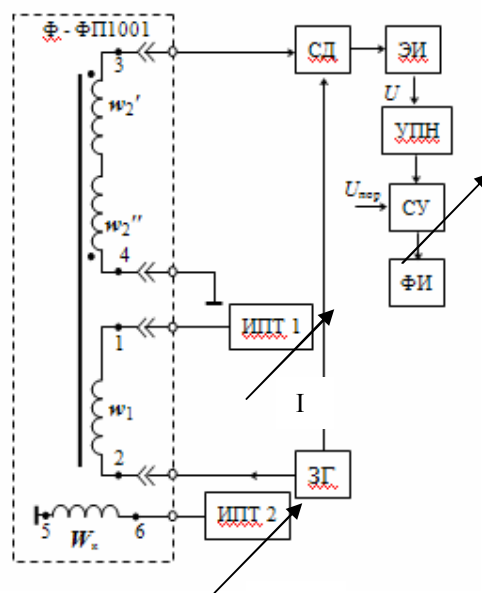 Ф - ФП1001
3
СД
ЭИ
w₂'
U
УПН
w₂''
Uпор
СУ
4
ФИ
1
ИПТ 1
w₁
I
2
ЗГ
5
6
ИПТ 2
Wк